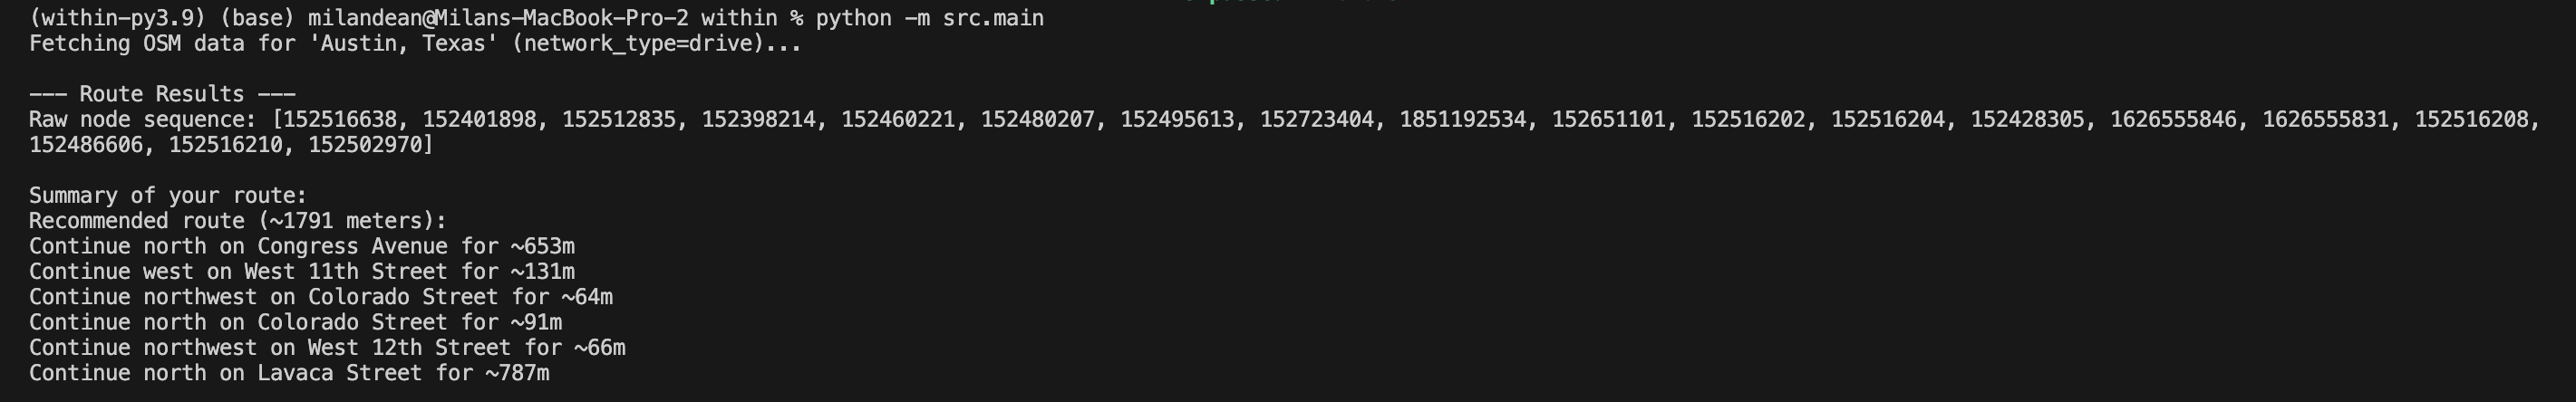 (within-py3.9) (base) milandean@Milans-MacBook-Pro-2 within % python -m src.main
Fetching OSM data for 'Austin, Texas' (network_type=drive)...
--- Route Results ---
Raw node sequence: [152516638, 152401898, 152512835, 152398214, 152460221, 152480207, 152495613, 152723404, 1851192534, 152651101, 152516202, 152516204, 152428305, 1626555846, 1626555831, 152516208,
152486606, 152516210, 152502970]
Summary of your route:
Recommended route (~1791 meters):
Continue north on Congress Avenue for ~653m
Continue west on West 11th Street for ~131m
Continue northwest on Colorado Street for ~64m
Continue north on Colorado Street for ~91m
Continue northwest on West 12th Street for ~66m
Continue north on Lavaca Street for ~787m